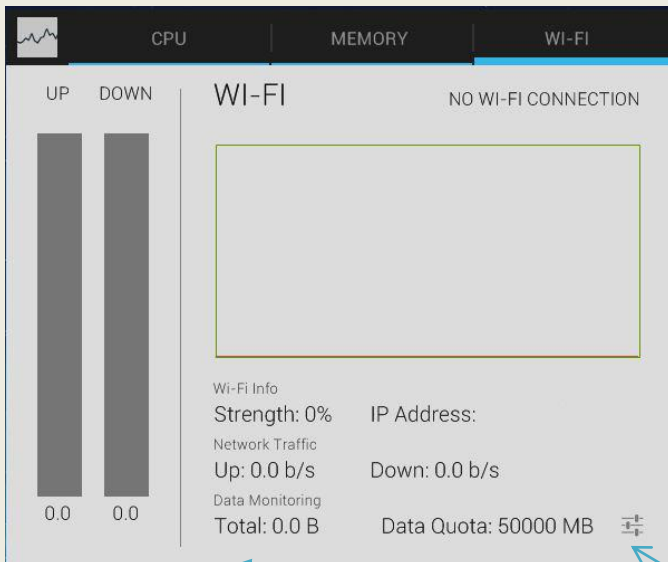 CPU MEMORY WI-FI
UP DOWN
WI-FI NO WI-FI CONNECTION
Wi-Fi Info
Strength: 0% IP Address:
Network Traffic
Up: 0.0 b/s Down: 0.0 b/s
Data Monitoring
0.0 0.0
Total: 0.0 B Data Quota: 50000 MB